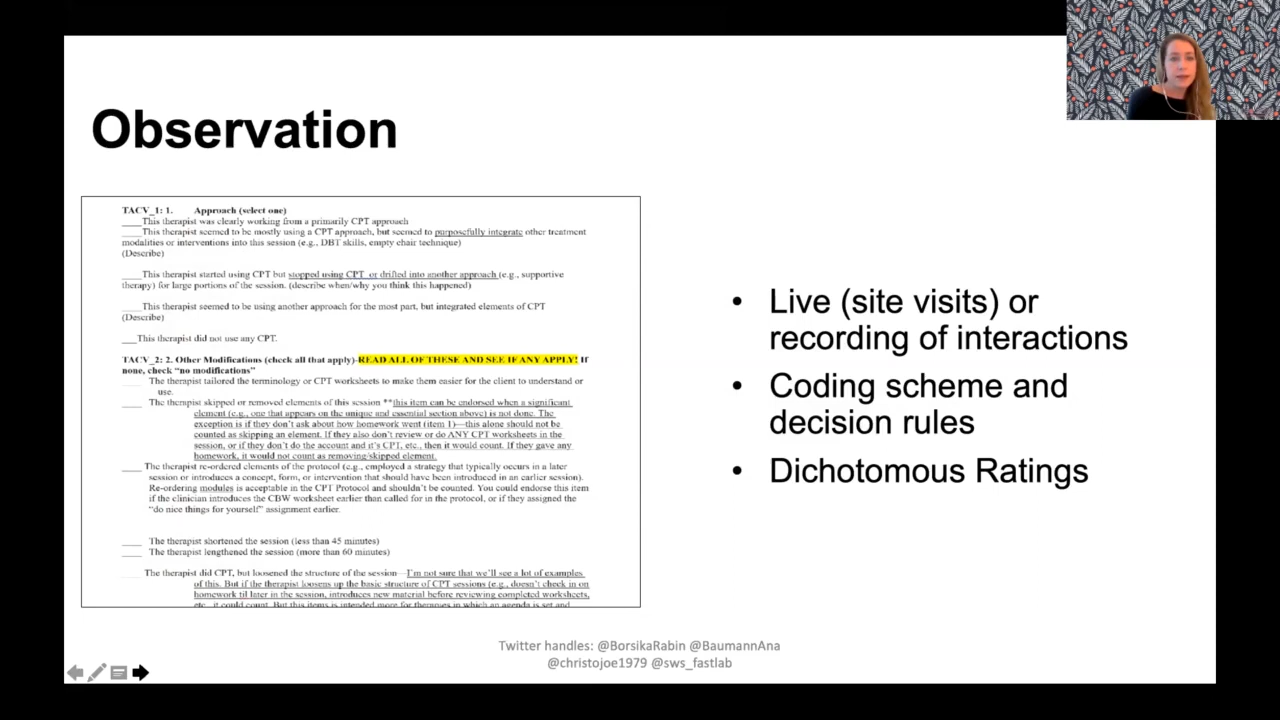 Observation
TACV_1: 1. Approach (select one)
____This therapist was clearly working from a primarily CPT approach
____This therapist seemed to be mostly using a CPT approach, but seemed to purposefully integrate other treatment
modalities or interventions into this session (e.g., DBT skills, empty chair technique)
(Describe)
____This therapist started using CPT but stopped using CPT or drifted into another approach (e.g., supportive
therapy) for large portions of the session. (describe when/why you think this happened)
____This therapist seemed to be using another approach for the most part, but integrated elements of CPT
(Describe)
___This therapist did not use any CPT.
TACV_2: 2. Other Modifications (check all that apply)-READ ALL OF THESE AND SEE IF ANY APPLY! If
none, check “no modifications”
The therapist tailored the terminology or CPT worksheets to make them easier for the client to understand or
use.
____ The therapist skipped or removed elements of this session **this item can be endorsed when a significant
element (e.g., one that appears on the unique and essential section above) is not done. The
exception is if they don't ask about how homework went (item 1)—this alone should not be
counted as skipping an element. If they also don't review or do ANY CPT worksheets in the
session, or if they don't do the account and it's CPT, etc., then it would count. If they gave any
homework, it would not count as removing/skipped element.
____ The therapist re-ordered elements of the protocol (e.g., employed a strategy that typically occurs in a later
session or introduces a concept, form, or intervention that should have been introduced in an earlier session).
Re-ordering modules is acceptable in the CPT Protocol and shouldn't be counted. You could endorse this item
if the clinician introduces the CBW worksheet earlier than called for in the protocol, or if they assigned the
“do nice things for yourself” assignment earlier.
____ The therapist shortened the session (less than 45 minutes)
____ The therapist lengthened the session (more than 60 minutes)
The therapist did CPT, but loosened the structure of the session—I'm not sure that we'll see a lot of examples
of this. But if the therapist loosens up the basic structure of CPT sessions (e.g., doesn't check in on
homework til later in the session, introduces new material before reviewing completed worksheets,
etc., it could count. But this items is intended more for therapies in which an agenda is set and
• Live (site visits) or
recording of interactions
• Coding scheme and
decision rules
• Dichotomous Ratings
Twitter handles: @BorsikaRabin @BaumannAna
@christojoe1979 @sws_fastlab